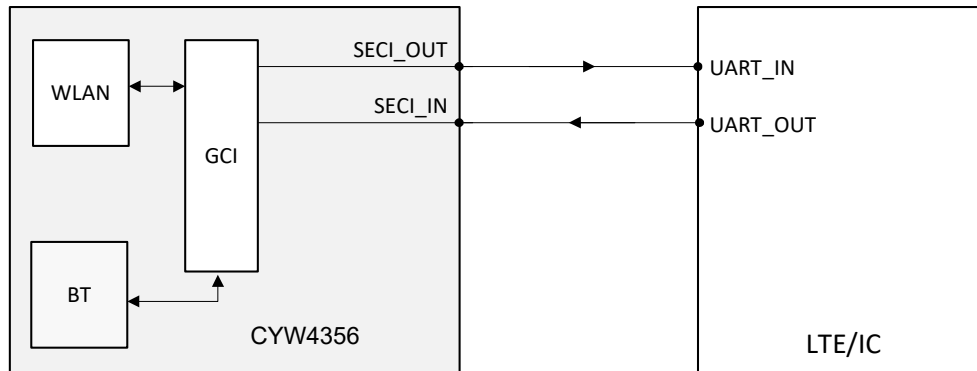 SECI_OUT
UART_IN
WLAN
SECI_IN
UART_OUT
GCI
BT
CYW4356
LTE/IC